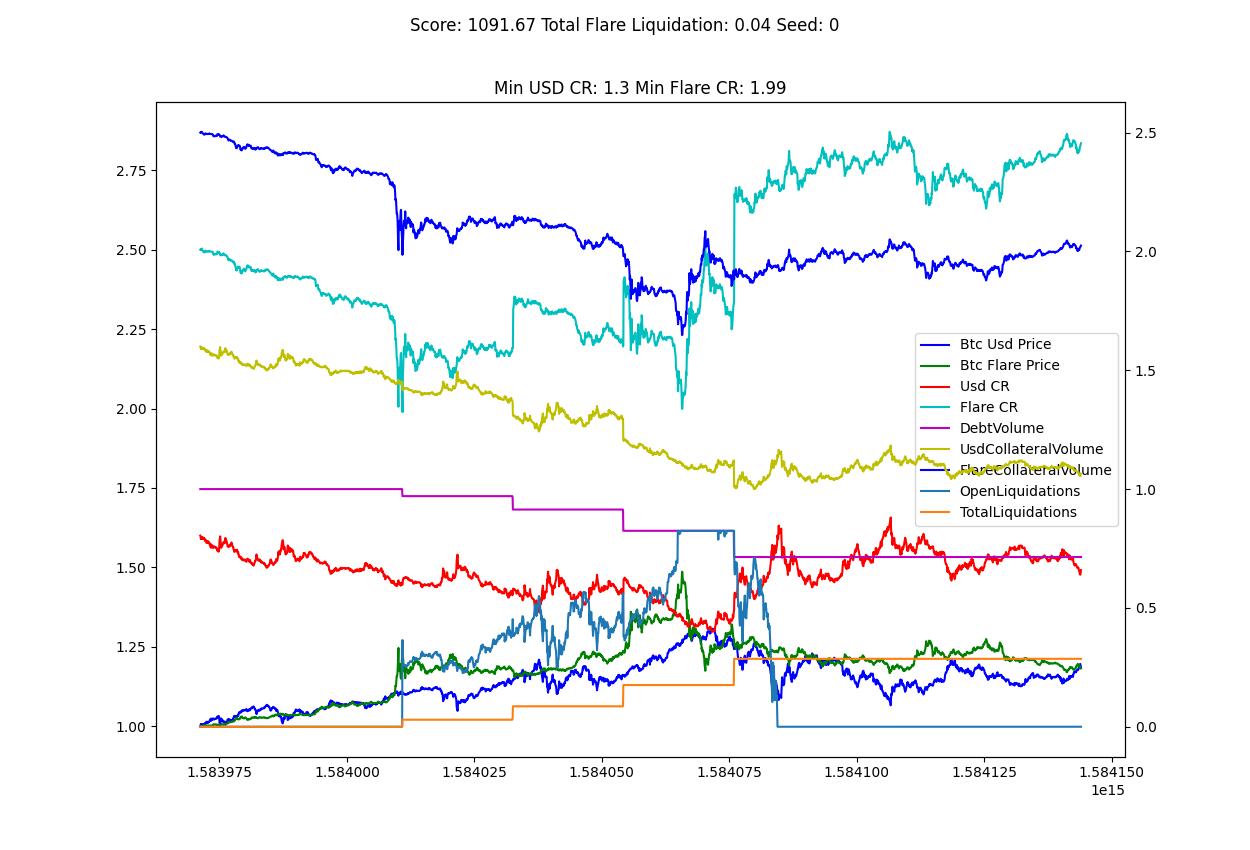 Score: 1091.67 Total Flare Liquidation: 0.04 Seed: 0
Min USD CR: 1.3 Min Flare CR: 1.99
2.75
2.50
2.25
2.00
1.75
1.50
1.25
1.00
2.5
2.0
1.5
1.0
0.5
0.0
Btc Usd Price
Btc Flare Price
Usd CR
Flare CR
DebtVolume
UsdCollateralVolume
FlareCollateralVolume
OpenLiquidations
TotalLiquidations
1.583975 1.584000 1.584025 1.584050 1.584075 1.584100 1.584125 1.584150
1e15